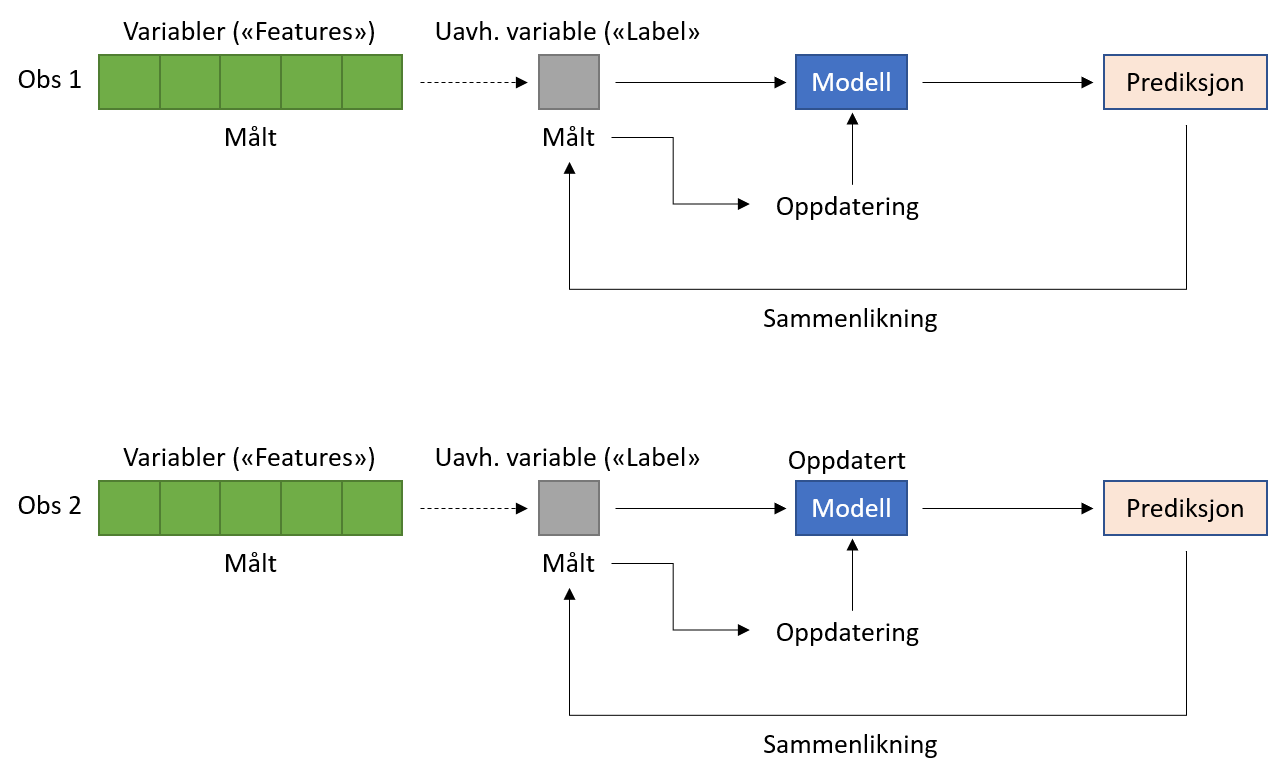 Variabler («Features»)
Uavh. variable («Label»
Obs 1
Modell
Prediksjon
Målt
Målt
Oppdatering
Sammenlikning
Variabler («Features»)
Uavh. variable («Label»
Oppdatert
Obs 2
Modell
Prediksjon
Målt
Målt
Oppdatering
Sammenlikning